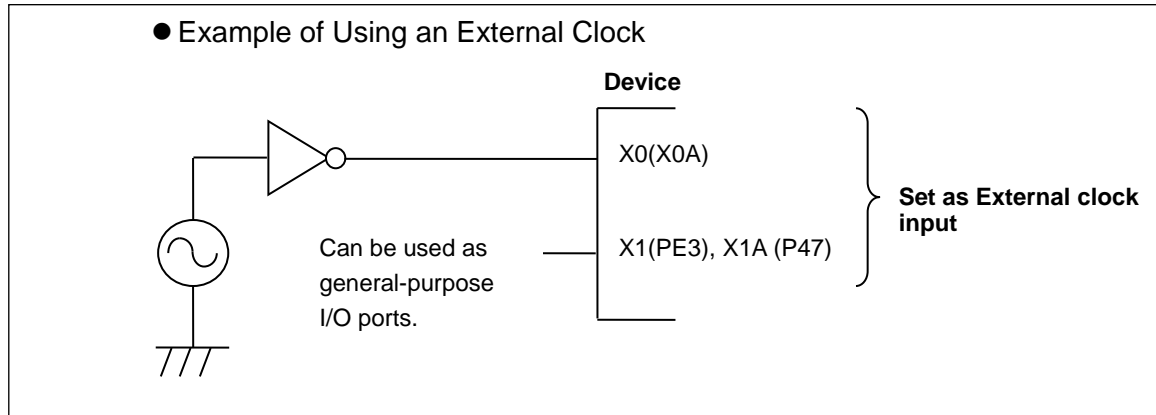 ● Example of Using an External Clock
Device
X0(X0A)
Set as External clock
input
Can be used as
general-purpose
I/O ports.
X1(PE3), X1A (P47)